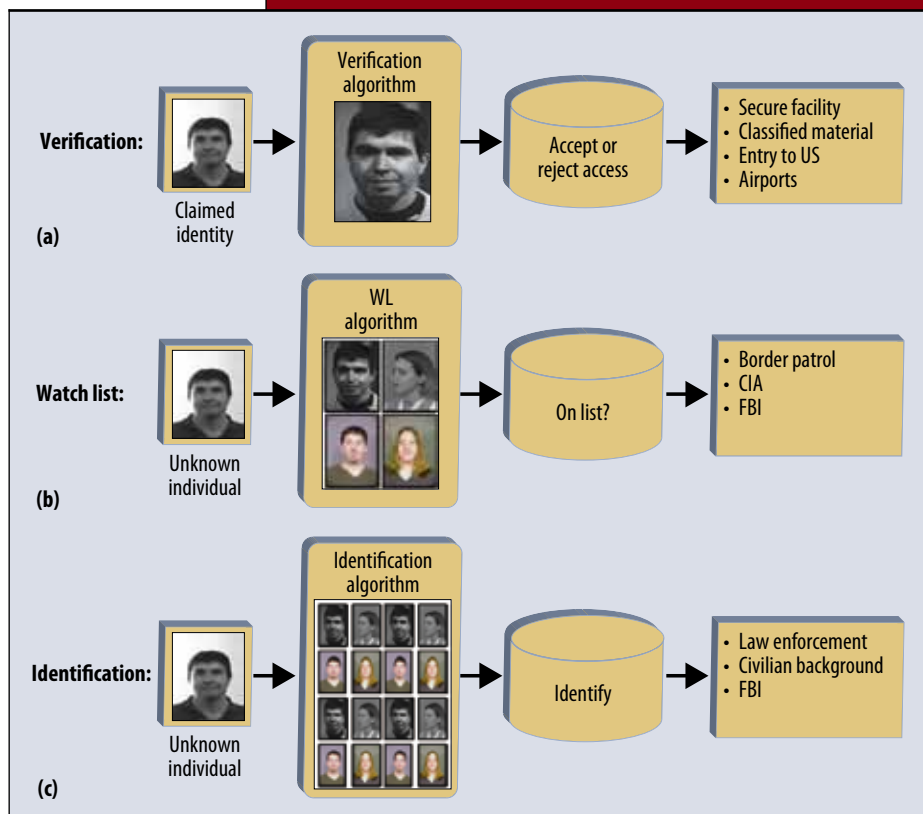 Verification
algorithm
Verification:
Claimed
identity
Accept or
reject access
• Secure facility
• Classified material
• Entry to US
• Airports
(a)
WL
algorithm
Watch list:
Unknown
individual
On list?
• Border patrol
• CIA
• FBI
(b)
Identification
algorithm
Identification:
Unknown
individual
Identify
• Law enforcement
• Civilian background
• FBI
(c)